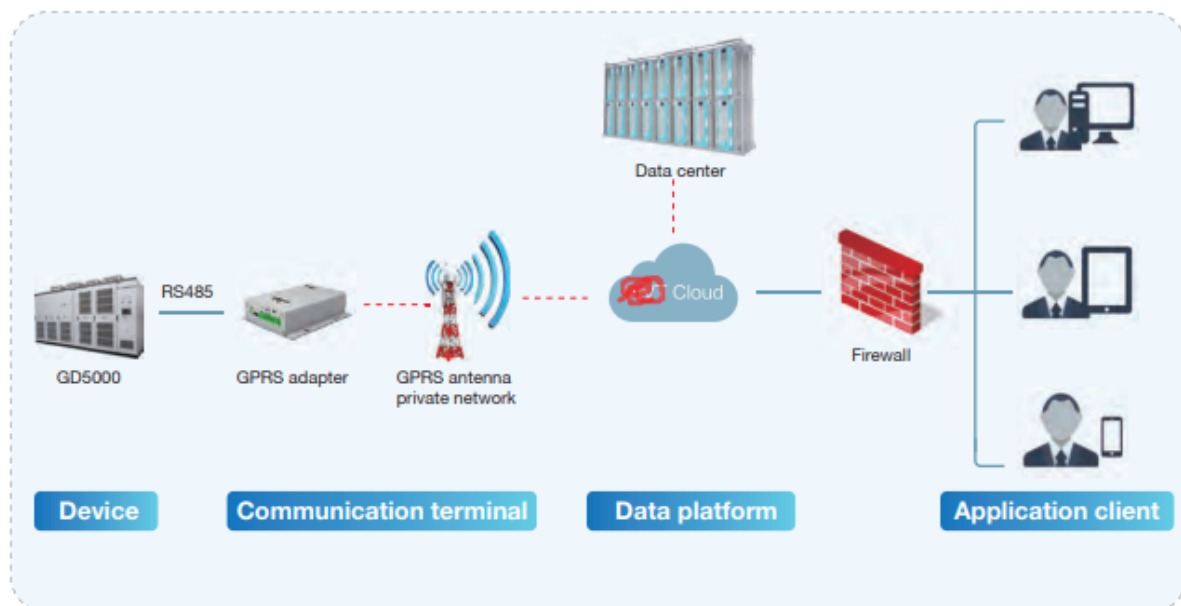 Data center
RS485
Cloud
GD5000
GPRS adapter
GPRS antenna
private network
Firewall
Device
Communication terminal
Data platform
Application client